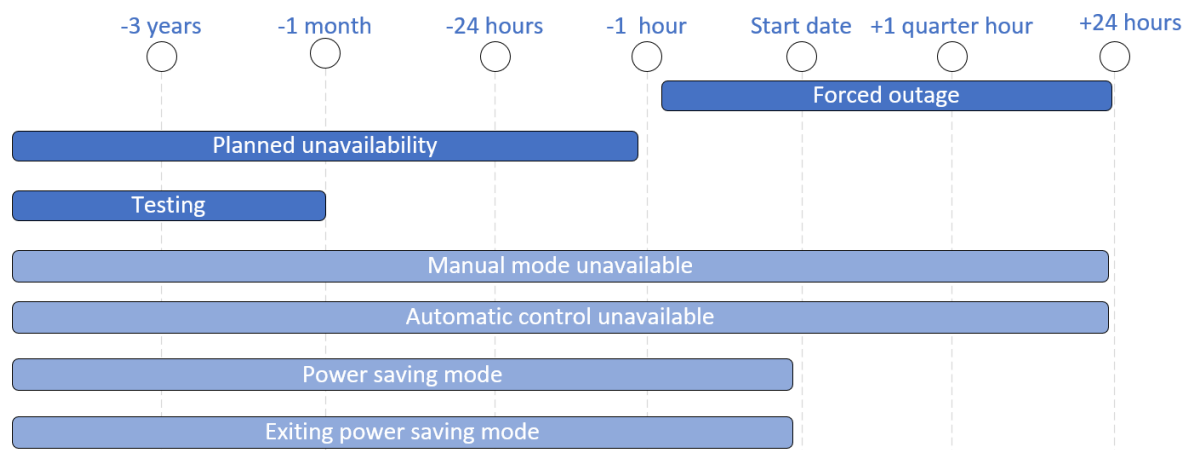 -3 years -1 month -24 hours -1 hour Start date +1 quarter hour +24 hours
Forced outage
Planned unavailability
Testing
Manual mode unavailable
Automatic control unavailable
Power saving mode
Exiting power saving mode